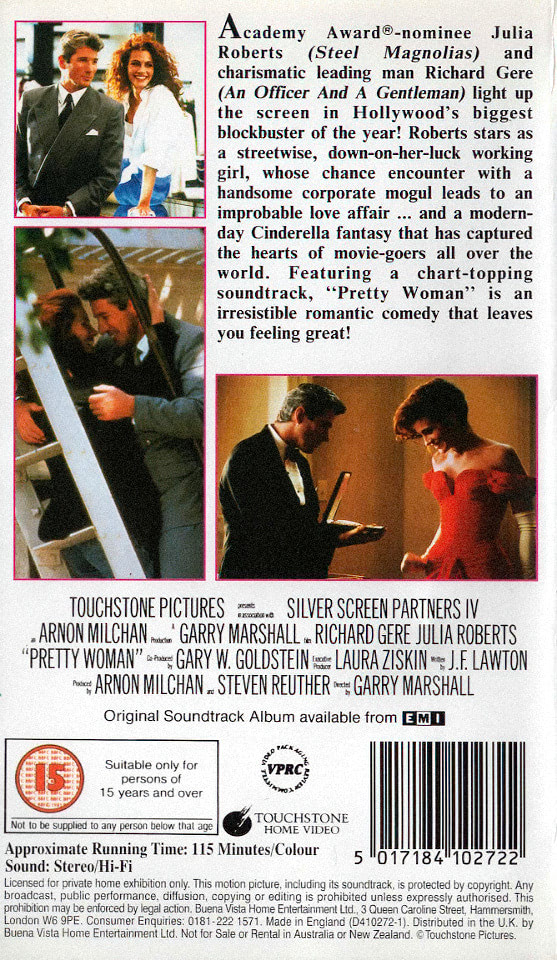 Academy Award®-nominee Julia
Roberts (Steel Magnolias) and
charismatic leading man Richard Gere
(An Officer And A Gentleman) light up
the screen in Hollywood's biggest
blockbuster of the year! Roberts stars as
a streetwise, down-on-her-luck working
girl, whose chance encounter with a
handsome corporate mogul leads to an
improbable love affair ... and a modern-
day Cinderella fantasy that has captured
the hearts of movie-goers all over the
world. Featuring a chart-topping
soundtrack, “Pretty Woman” is an
irresistible romantic comedy that leaves
you feeling great!
TOUCHSTONE PICTURES presents in association with SILVER SCREEN PARTNERS IV
an ARNON MILCHAN Production A GARRY MARSHALL film RICHARD GERE JULIA ROBERTS
“PRETTY WOMAN” Co-Produced by GARY W. GOLDSTEIN Executive Producer LAURA ZISKIN Written by J.F. LAWTON
Produced by ARNON MILCHAN and STEVEN REUTHER Directed by GARRY MARSHALL
Original Soundtrack Album available from EMI
15
Suitable only for
persons of
15 years and over
Not to be supplied to any person below that age
VIDEO PACKAGING REVIEW COMMITTEE
VPRC
TOUCHSTONE
HOME VIDEO
5 017184 102722
Approximate Running Time: 115 Minutes/Colour
Sound: Stereo/Hi-Fi
Licensed for private home exhibition only. This motion picture, including its soundtrack, is protected by copyright. Any
broadcast, public performance, diffusion, copying or editing is prohibited unless expressly authorised. This
prohibition may be enforced by legal action. Buena Vista Home Entertainment Ltd., 3 Queen Caroline Street, Hammersmith,
London W6 9PE. Consumer Enquiries: 0181-222 1571. Made in England (D410272-1). Distributed in the U.K. by
Buena Vista Home Entertainment Ltd. Not for Sale or Rental in Australia or New Zealand. ©Touchstone Pictures.